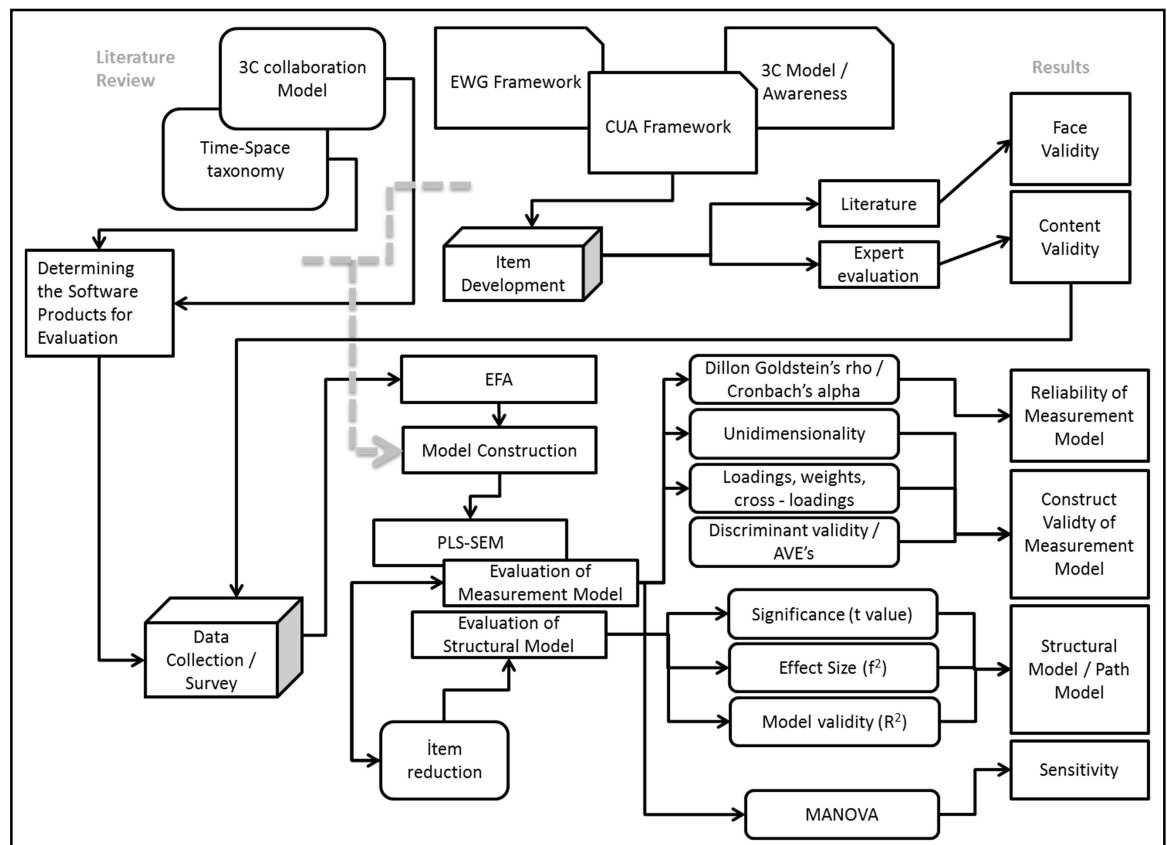 Literature
Review
3C collaboration
Model
Time-Space
taxonomy
EWG Framework
CUA Framework
3C Model /
Awareness
Results
Face
Validity
Literature
Content
Validity
Expert
evaluation
Item
Development
Determining
the Software
Products for
Evaluation
EFA
Model Construction
PLS-SEM
Evaluation of
Measurement Model
Evaluation of
Structural Model
Data
Collection /
Survey
İtem
reduction
Dillon Goldstein’s rho /
Cronbach’s alpha
Unidimensionality
Loadings, weights,
cross - loadings
Discriminant validity /
AVE’s
Reliability of
Measurement
Model
Construct
Validty of
Measurement
Model
Significance (t value)
Effect Size (f²)
Model validity (R²)
Structural
Model / Path
Model
MANOVA
Sensitivity